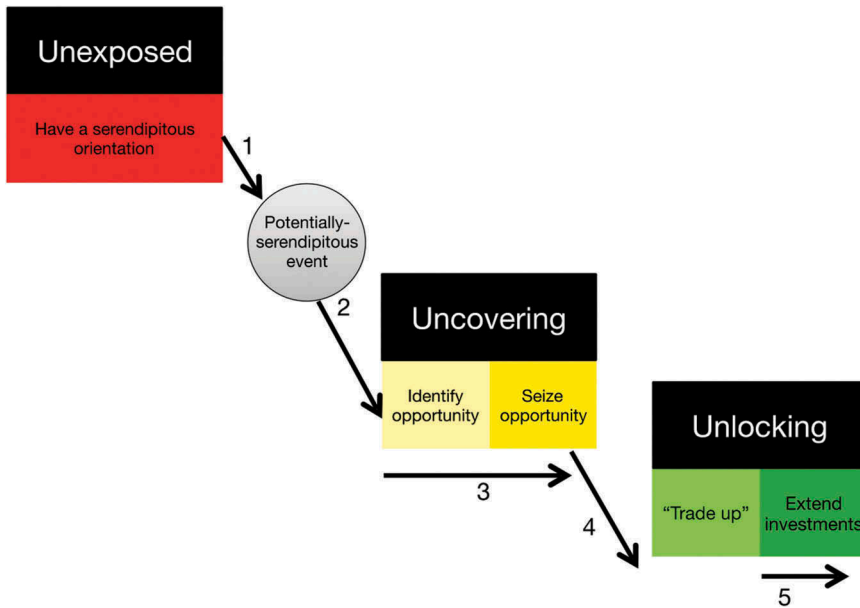 Unexposed
Have a serendipitous
orientation
1
Potentially-
serendipitous
event
2
Uncovering
Identify
opportunity
Seize
opportunity
3
4
Unlocking
“Trade up”
Extend
investments
5